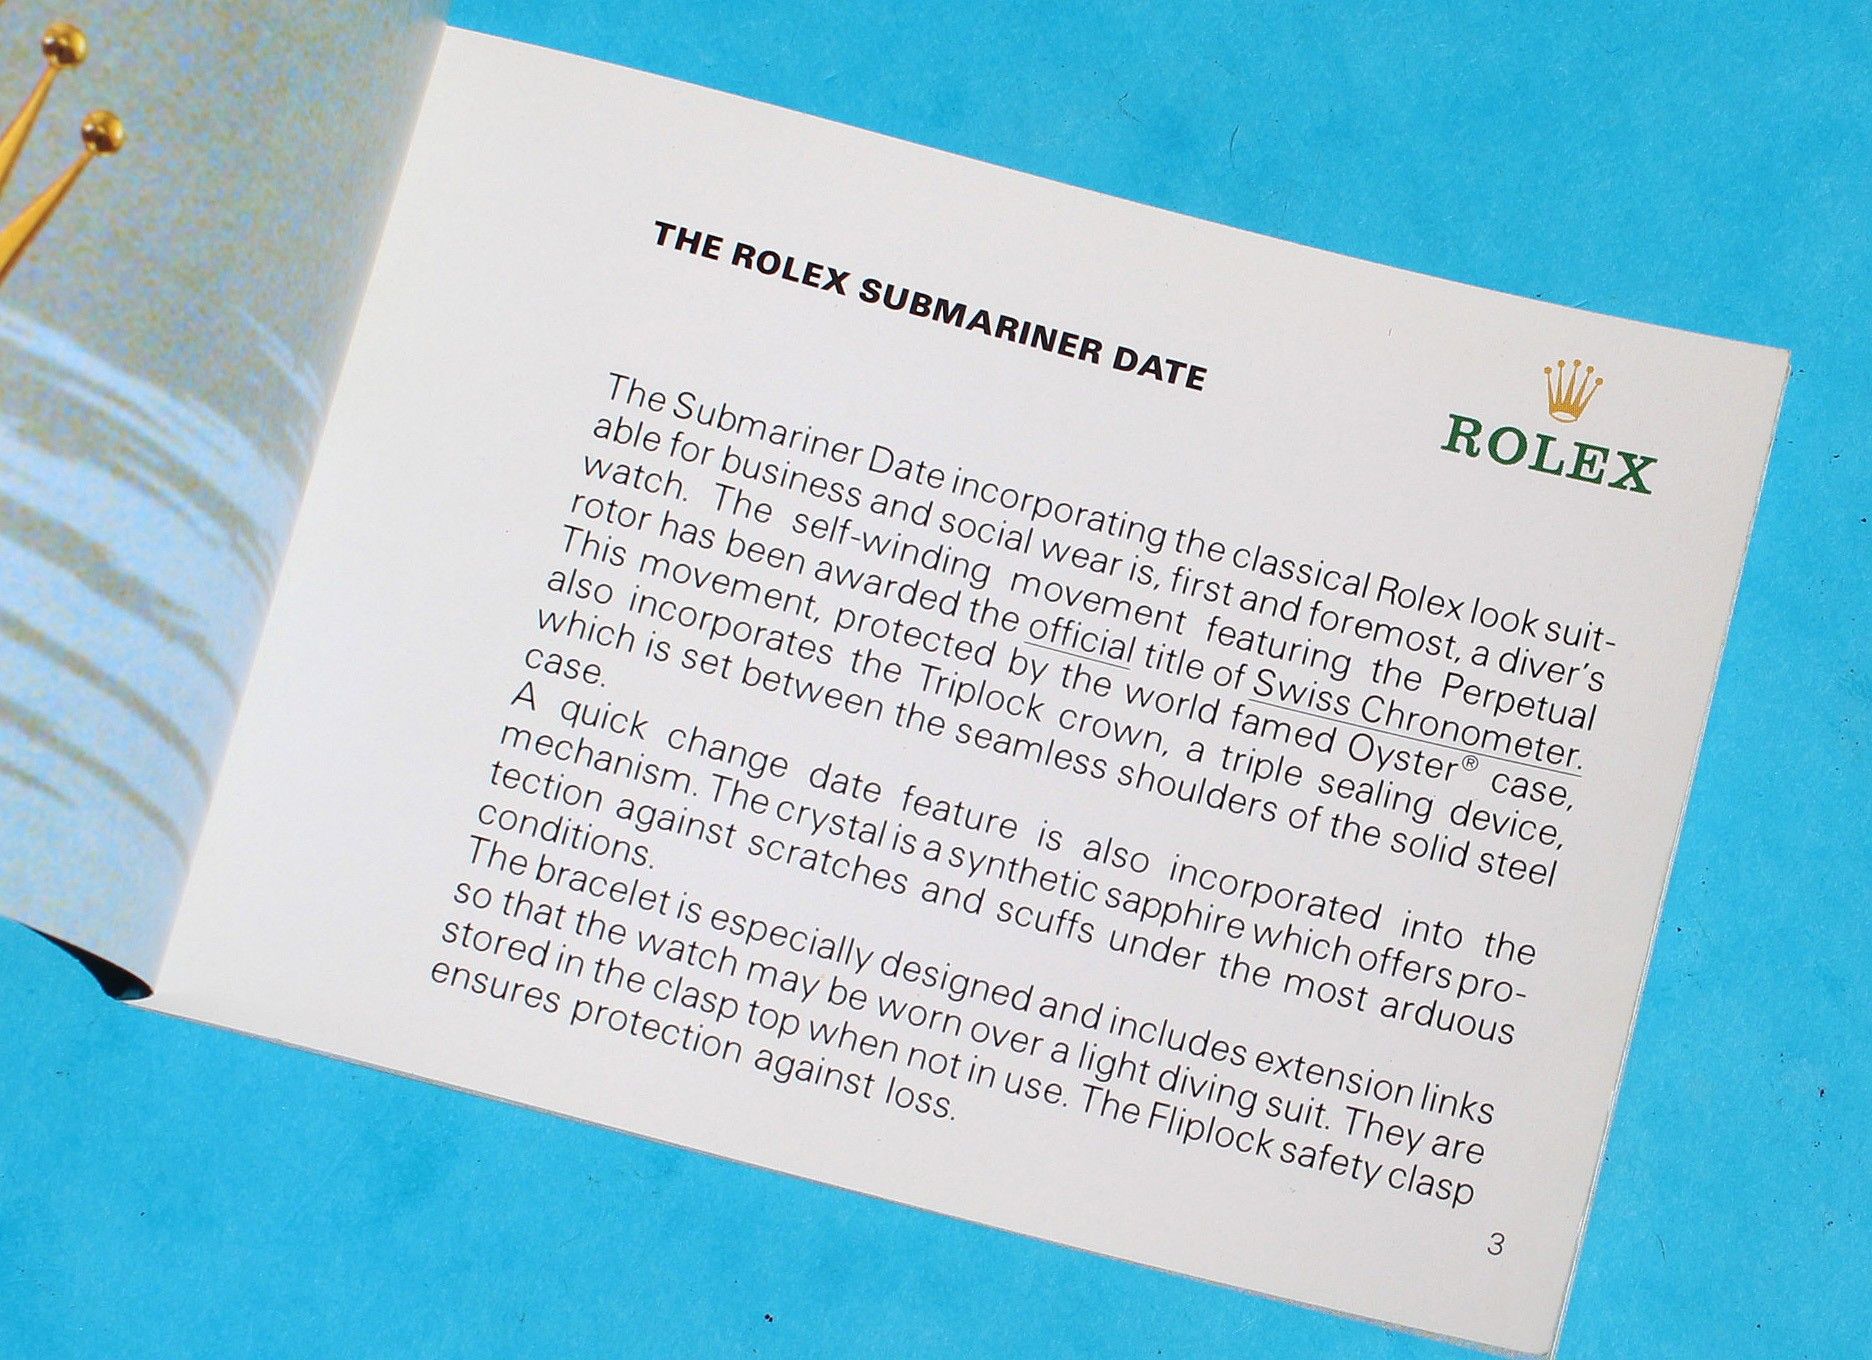 THE ROLEX SUBMARINER DATE
ROLEX
The Submariner Date incorporating the classical Rolex look suit-
able for business and social wear is, first and foremost, a diver's
watch. The self-winding movement featuring the Perpetual
rotor has been awarded the official title of Swiss Chronometer.
This movement, protected by the world famed Oyster® case,
also incorporates the Triplock crown, a triple sealing device,
which is set between the seamless shoulders of the solid steel
case.
A quick change date feature is also incorporated into the
mechanism. The crystal is a synthetic sapphire which offers pro-
tection against scratches and scuffs under the most arduous
conditions.
The bracelet is especially designed and includes extension links
so that the watch may be worn over a light diving suit. They are
stored in the clasp top when not in use. The Fliplock safety clasp
ensures protection against loss.
3